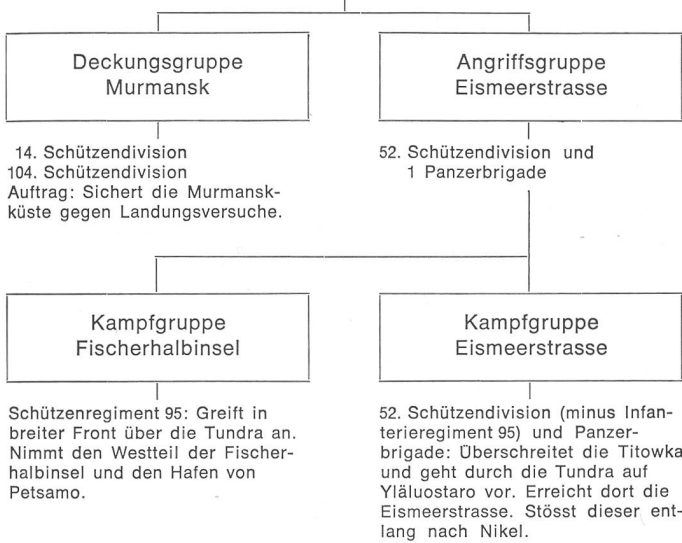 Deckungsgruppe
Murmansk
Angriffsgruppe
Eismeerstrasse
14. Schützendivision
104. Schützendivision
Auftrag: Sichert die Murmansk-
küste gegen Landungsversuche.
52. Schützendivision und
1 Panzerbrigade
Kampfgruppe
Fischerhalbinsel
Kampfgruppe
Eismeerstrasse
Schützenregiment 95: Greift in
breiter Front über die Tundra an.
Nimmt den Westteil der Fischer-
halbinsel und den Hafen von
Petsamo.
52. Schützendivision (minus Infan-
terieregiment 95) und Panzer-
brigade: Überschreitet die Titowka
und geht durch die Tundra auf
Yläluostaro vor. Erreicht dort die
Eismeerstrasse. Stösst dieser ent-
lang nach Nikel.